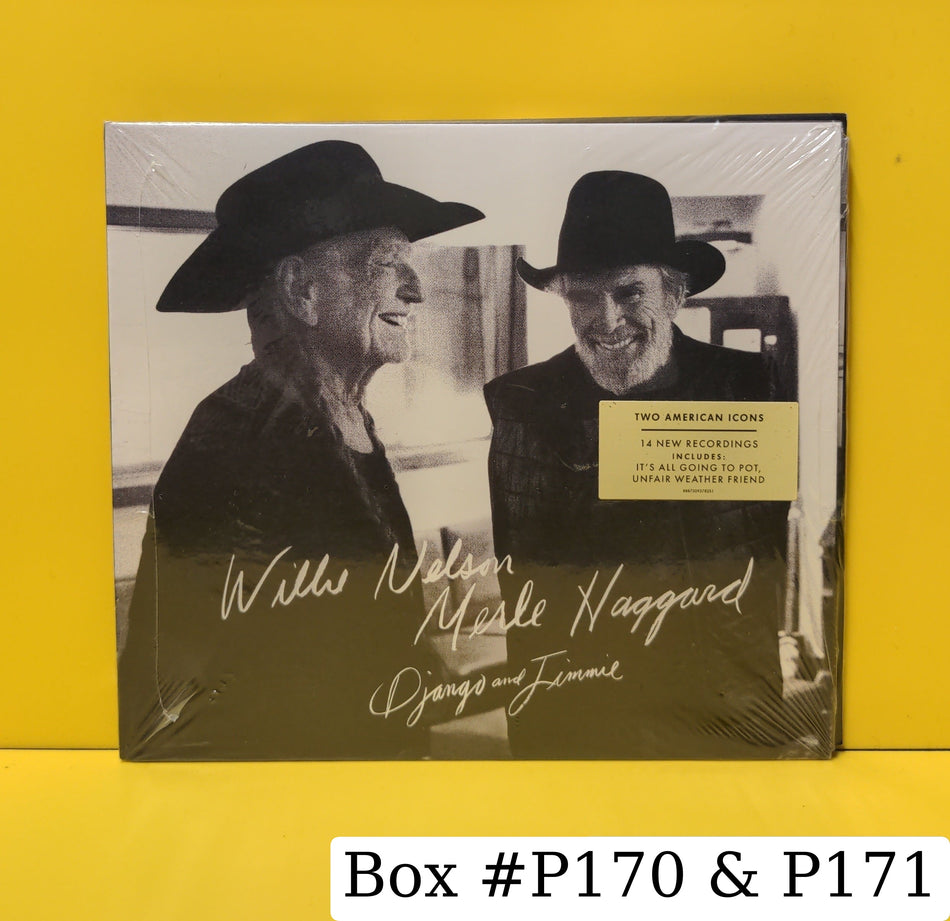 TWO AMERICAN ICONS
14 NEW RECORDINGS
INCLUDES:
IT'S ALL GOING TO POT,
UNFAIR WEATHER FRIEND
Willie Nelson
Merle Haggard
Django and Jimmie
Box #P170 & P171